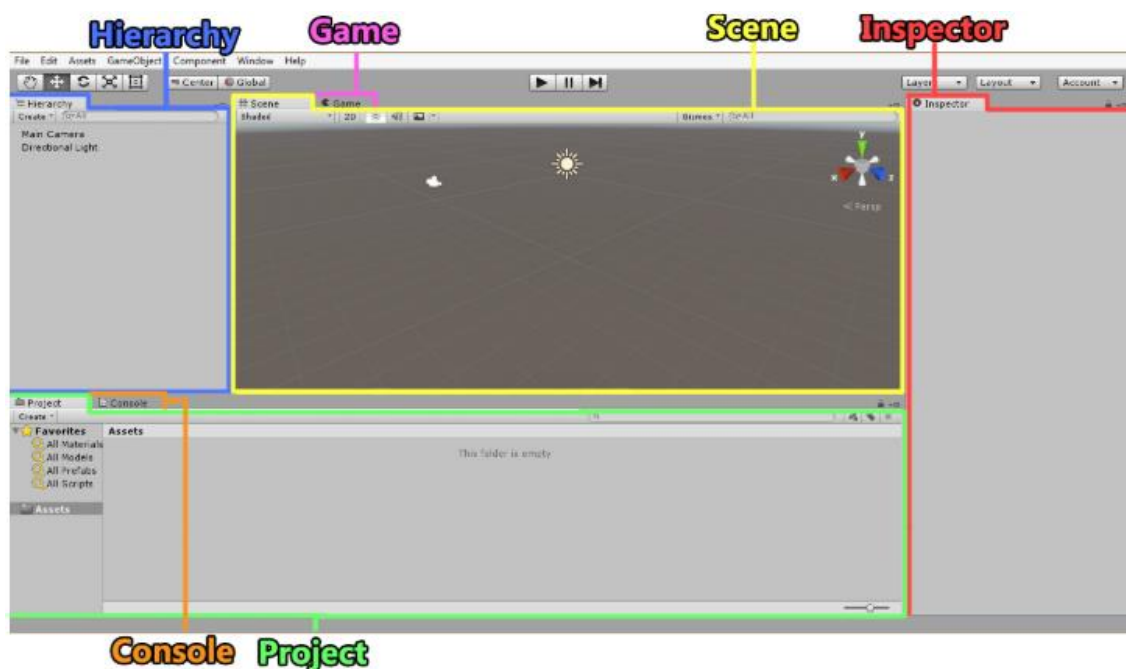 Hierarchy Game Scene Inspector
File Edit Assets GameObject Component Window Help
Center Global Layers Layout Account
Hierarchy Scene Game Inspector
Create All Shaded 2D Gizmos All
Main Camera
Directional Light
y
x z
Persp
Project Console
Create
Favorites Assets
All Materials This folder is empty
All Models
All Prefabs
All Scripts
Assets
Console Project